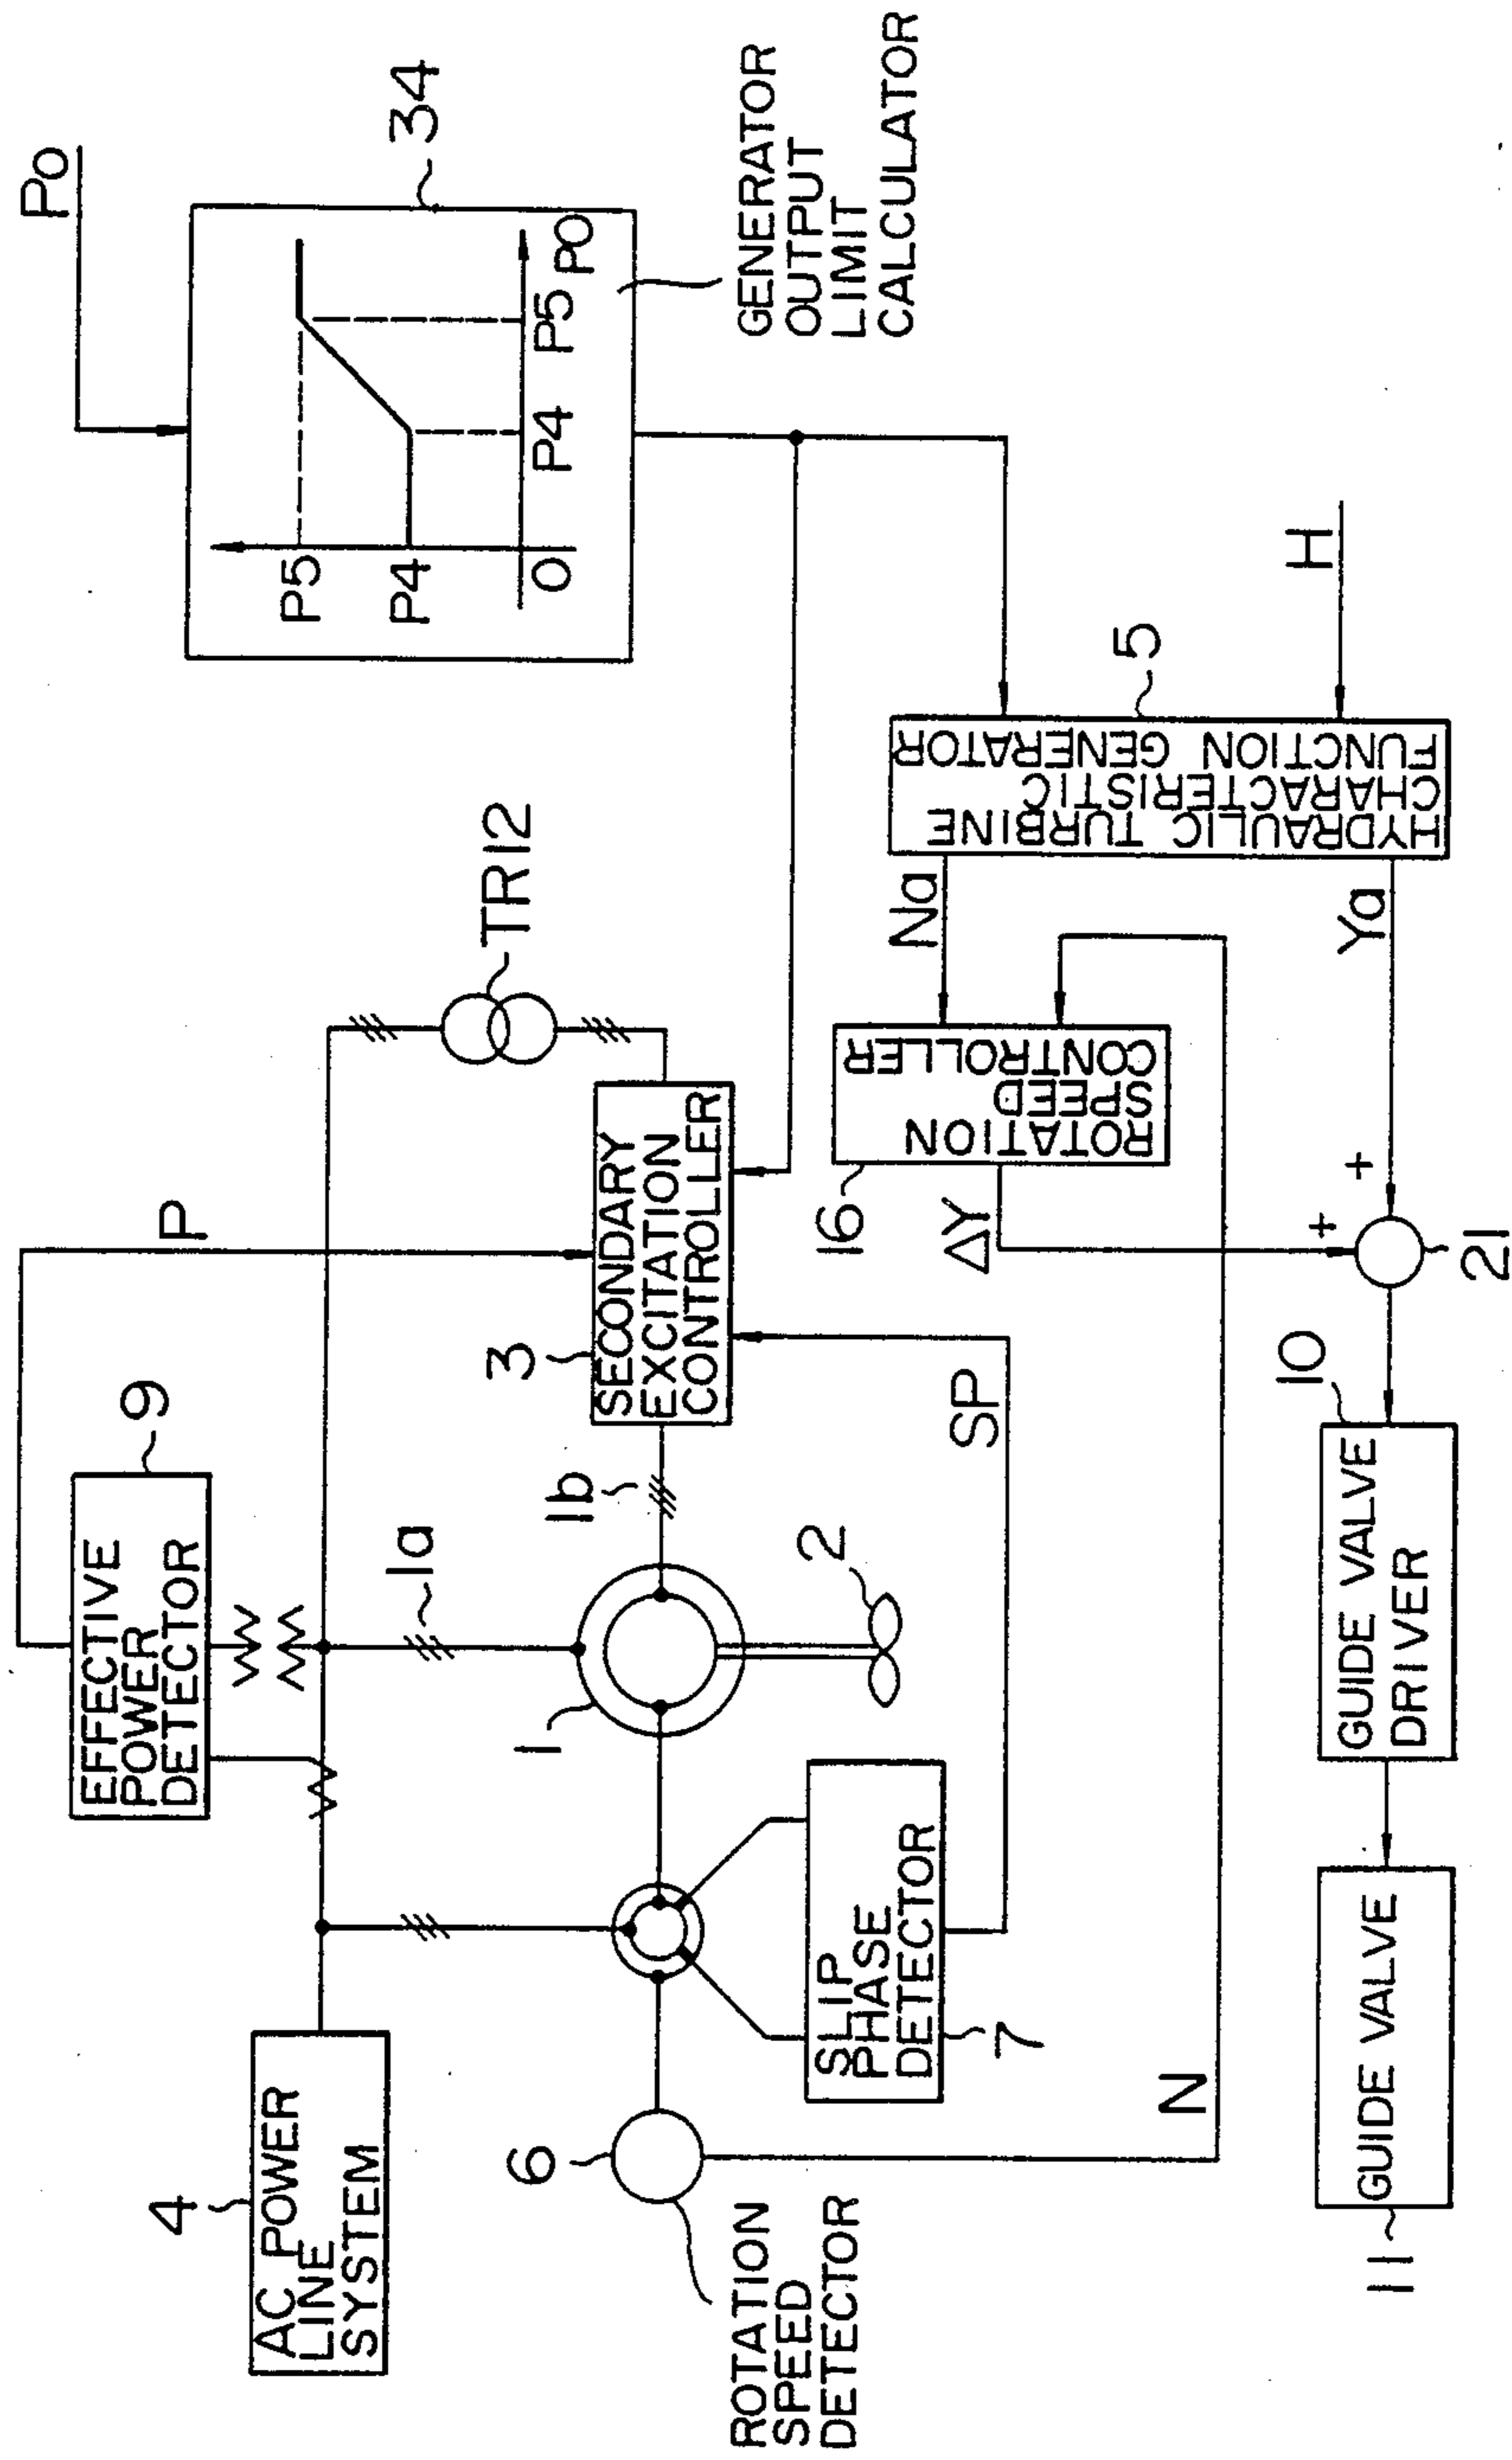 Po
34
P5
P4
O
P4
P5
PO
GENERATOR
OUTPUT
LIMIT
CALCULATOR
TR12
P
9
EFFECTIVE
POWER
DETECTOR
4
AC POWER
LINE
SYSTEM
1a
1b
1
2
3
SECONDARY
EXCITATION
CONTROLLER
6
ROTATION
SPEED
DETECTOR
SLIP
PHASE
DETECTOR
7
SP
N
H
5
HYDRAULIC TURBINE
CHARACTERISTIC
FUNCTION GENERATOR
Na
Ya
ROTATION
SPEED
CONTROLLER
16
ΔY
+
+
21
10
GUIDE VALVE
DRIVER
GUIDE VALVE
11